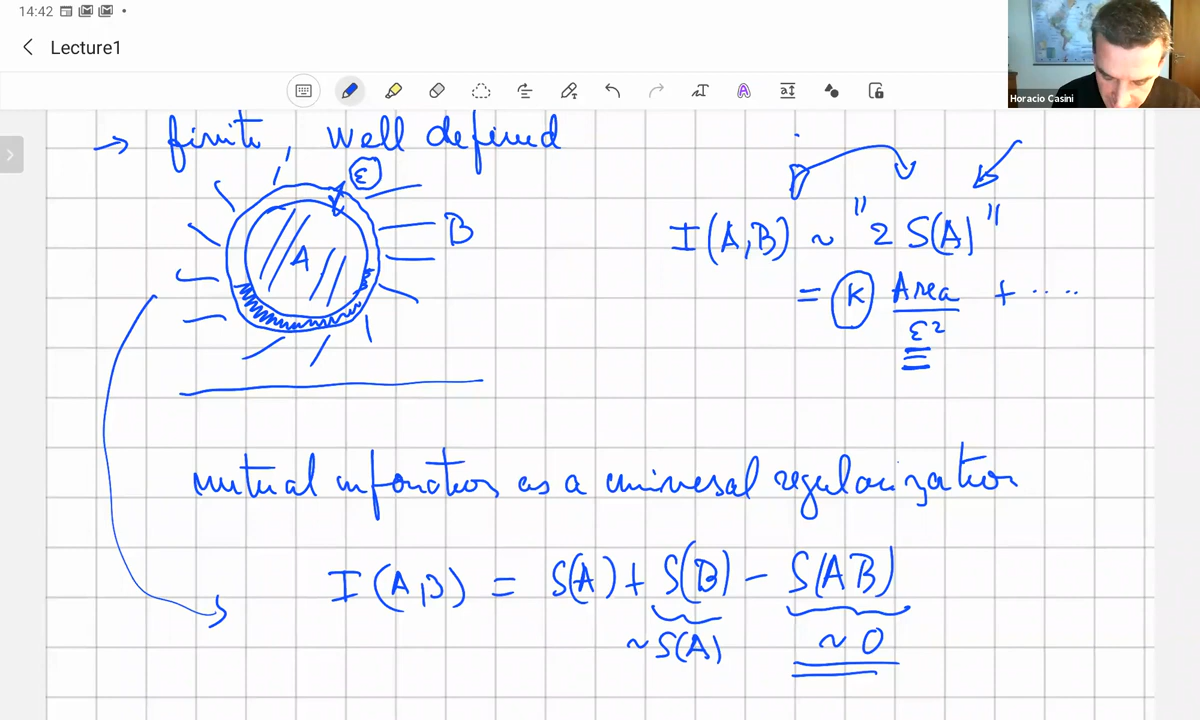 14:42
Lecture1
Horacio Casini
→ finite, well defined
ε
A
B
I(A,B) ~ "2 S(A)"
= K Area/ε² + ....
mutual information as a universal regularization
I(A,B) = S(A) + S(B) - S(AB)
~S(A) ~ 0